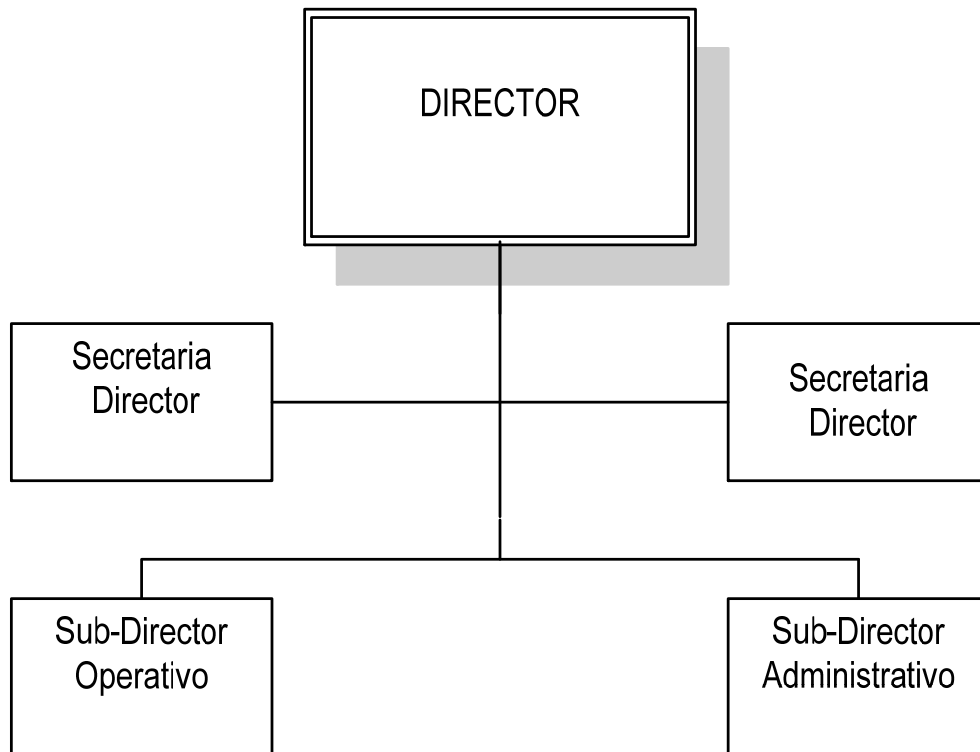 DIRECTOR
Secretaria
Director
Secretaria
Director
Sub-Director
Operativo
Sub-Director
Administrativo